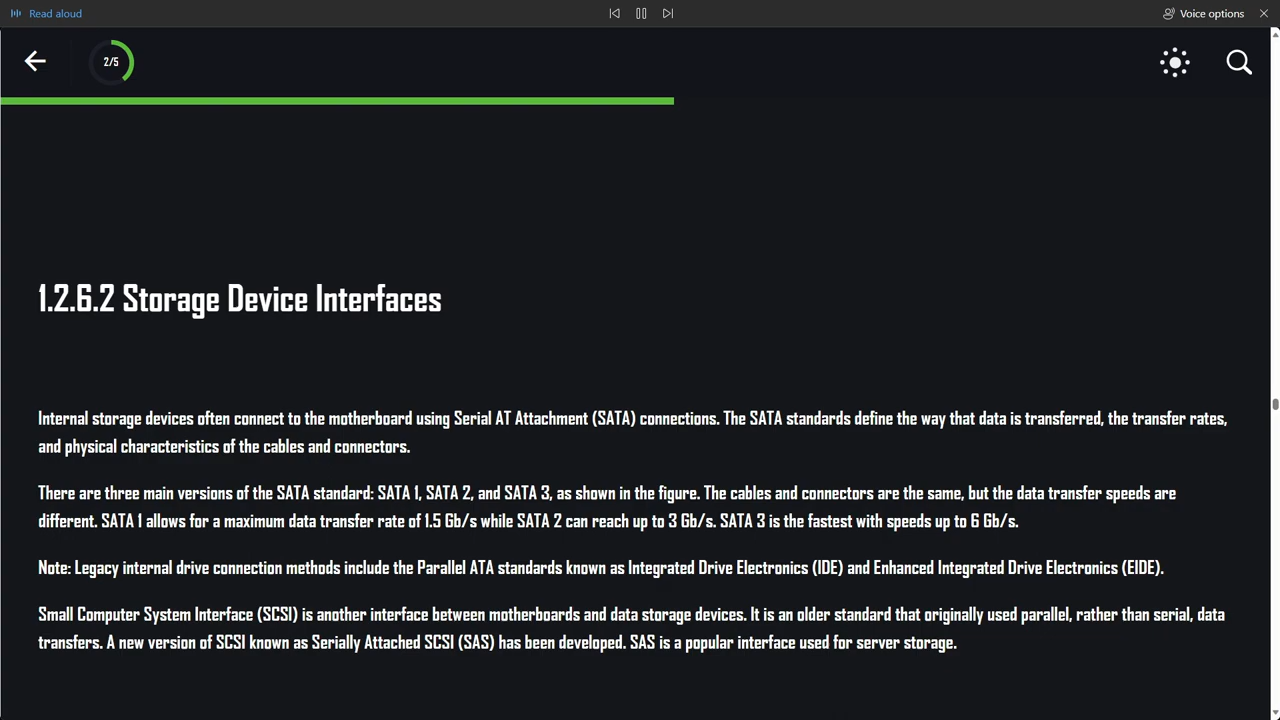 Read aloud
Voice options
2/5
1.2.6.2 Storage Device Interfaces
Internal storage devices often connect to the motherboard using Serial AT Attachment (SATA) connections. The SATA standards define the way that data is transferred, the transfer rates,
and physical characteristics of the cables and connectors.
There are three main versions of the SATA standard: SATA 1, SATA 2, and SATA 3, as shown in the figure. The cables and connectors are the same, but the data transfer speeds are
different. SATA 1 allows for a maximum data transfer rate of 1.5 Gb/s while SATA 2 can reach up to 3 Gb/s. SATA 3 is the fastest with speeds up to 6 Gb/s.
Note: Legacy internal drive connection methods include the Parallel ATA standards known as Integrated Drive Electronics (IDE) and Enhanced Integrated Drive Electronics (EIDE).
Small Computer System Interface (SCSI) is another interface between motherboards and data storage devices. It is an older standard that originally used parallel, rather than serial, data
transfers. A new version of SCSI known as Serially Attached SCSI (SAS) has been developed. SAS is a popular interface used for server storage.